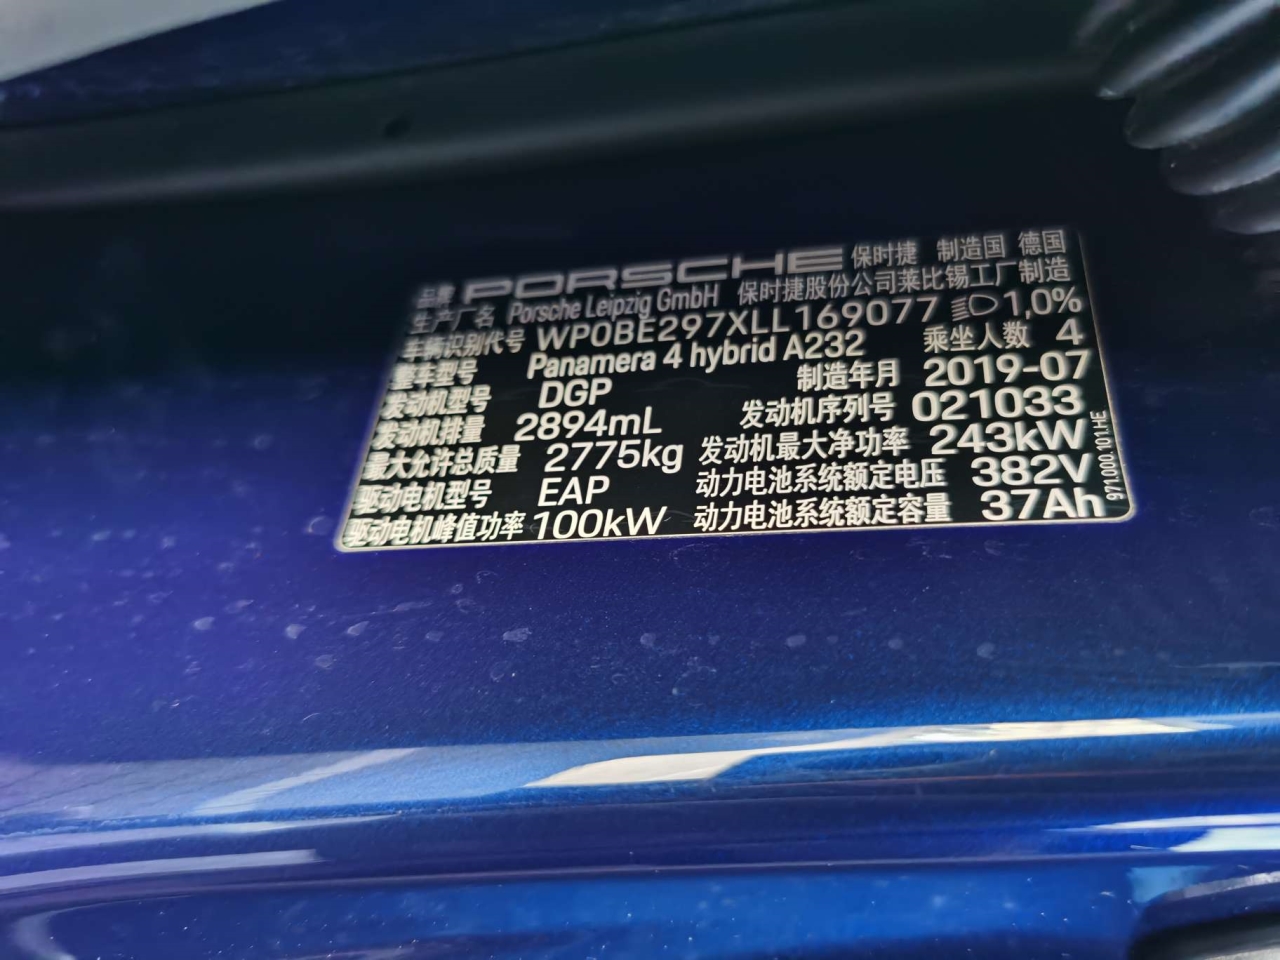 品牌 PORSCHE 保时捷 制造国 德国
生产厂名 Porsche Leipzig GmbH 保时捷股份公司莱比锡工厂制造
车辆识别代号 WP0BE297XLL169077 1,0%
整车型号 Panamera 4 hybrid A232 乘坐人数 4
发动机型号 DGP 制造年月 2019-07
发动机排量 2894mL 发动机序列号 021033
最大允许总质量 2775kg 发动机最大净功率 243kW
驱动电机型号 EAP 动力电池系统额定电压 382V
驱动电机峰值功率 100kW 动力电池系统额定容量 37Ah
971.000.101.HE